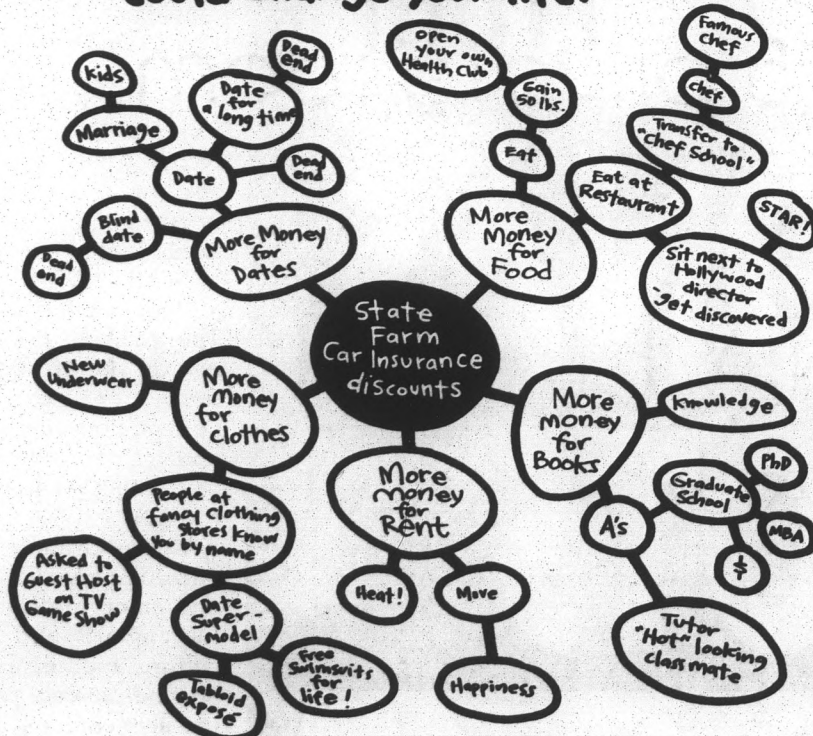 could change your life.
Dead
end
Kids
Date
for
a long time
Marriage
Date
Dead
end
Blind
date
Dead
end
More Money
for
Dates
Open
your own
Health Club
Gain
50 lbs.
Eat
More
Money
for
Food
Eat at
Restaurant
Famous
Chef
Chef
Transfer to
"Chef School"
STAR!
Sit next to
Hollywood
director
-get discovered
State
Farm
Car Insurance
discounts
New
Underwear
More
money
for
clothes
People at
fancy clothing
stores know
you by name
Asked to
Guest Host
on TV
Game Show
Date
Super-
model
Tabloid
exposé
Free
Swimsuits
for
life!
More
money
for
Rent
Heat!
Move
Happiness
More
money
for
Books
Knowledge
A's
Graduate
School
PhD
MBA
$
Tutor
"Hot" looking
classmate